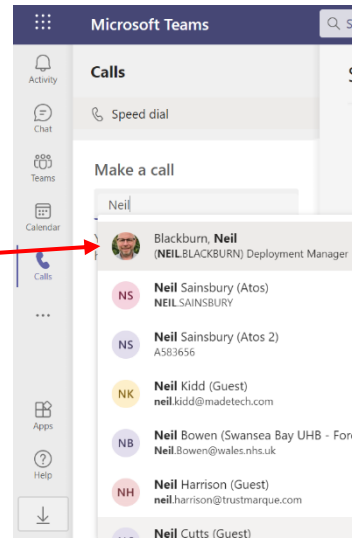 Microsoft Teams
Activity
Calls
Speed dial
Chat
Teams
Make a call
Neil
Calendar
Blackburn, Neil
(NEIL.BLACKBURN) Deployment Manager
Calls
NS
Neil Sainsbury (Atos)
NEIL.SAINSBURY
NS
Neil Sainsbury (Atos 2)
A583656
NK
Neil Kidd (Guest)
neil.kidd@madetech.com
Apps
NB
Neil Bowen (Swansea Bay UHB - For
Neil.Bowen@wales.nhs.uk
Help
NH
Neil Harrison (Guest)
neil.harrison@trustmarque.com
Neil Cutts (Guest)